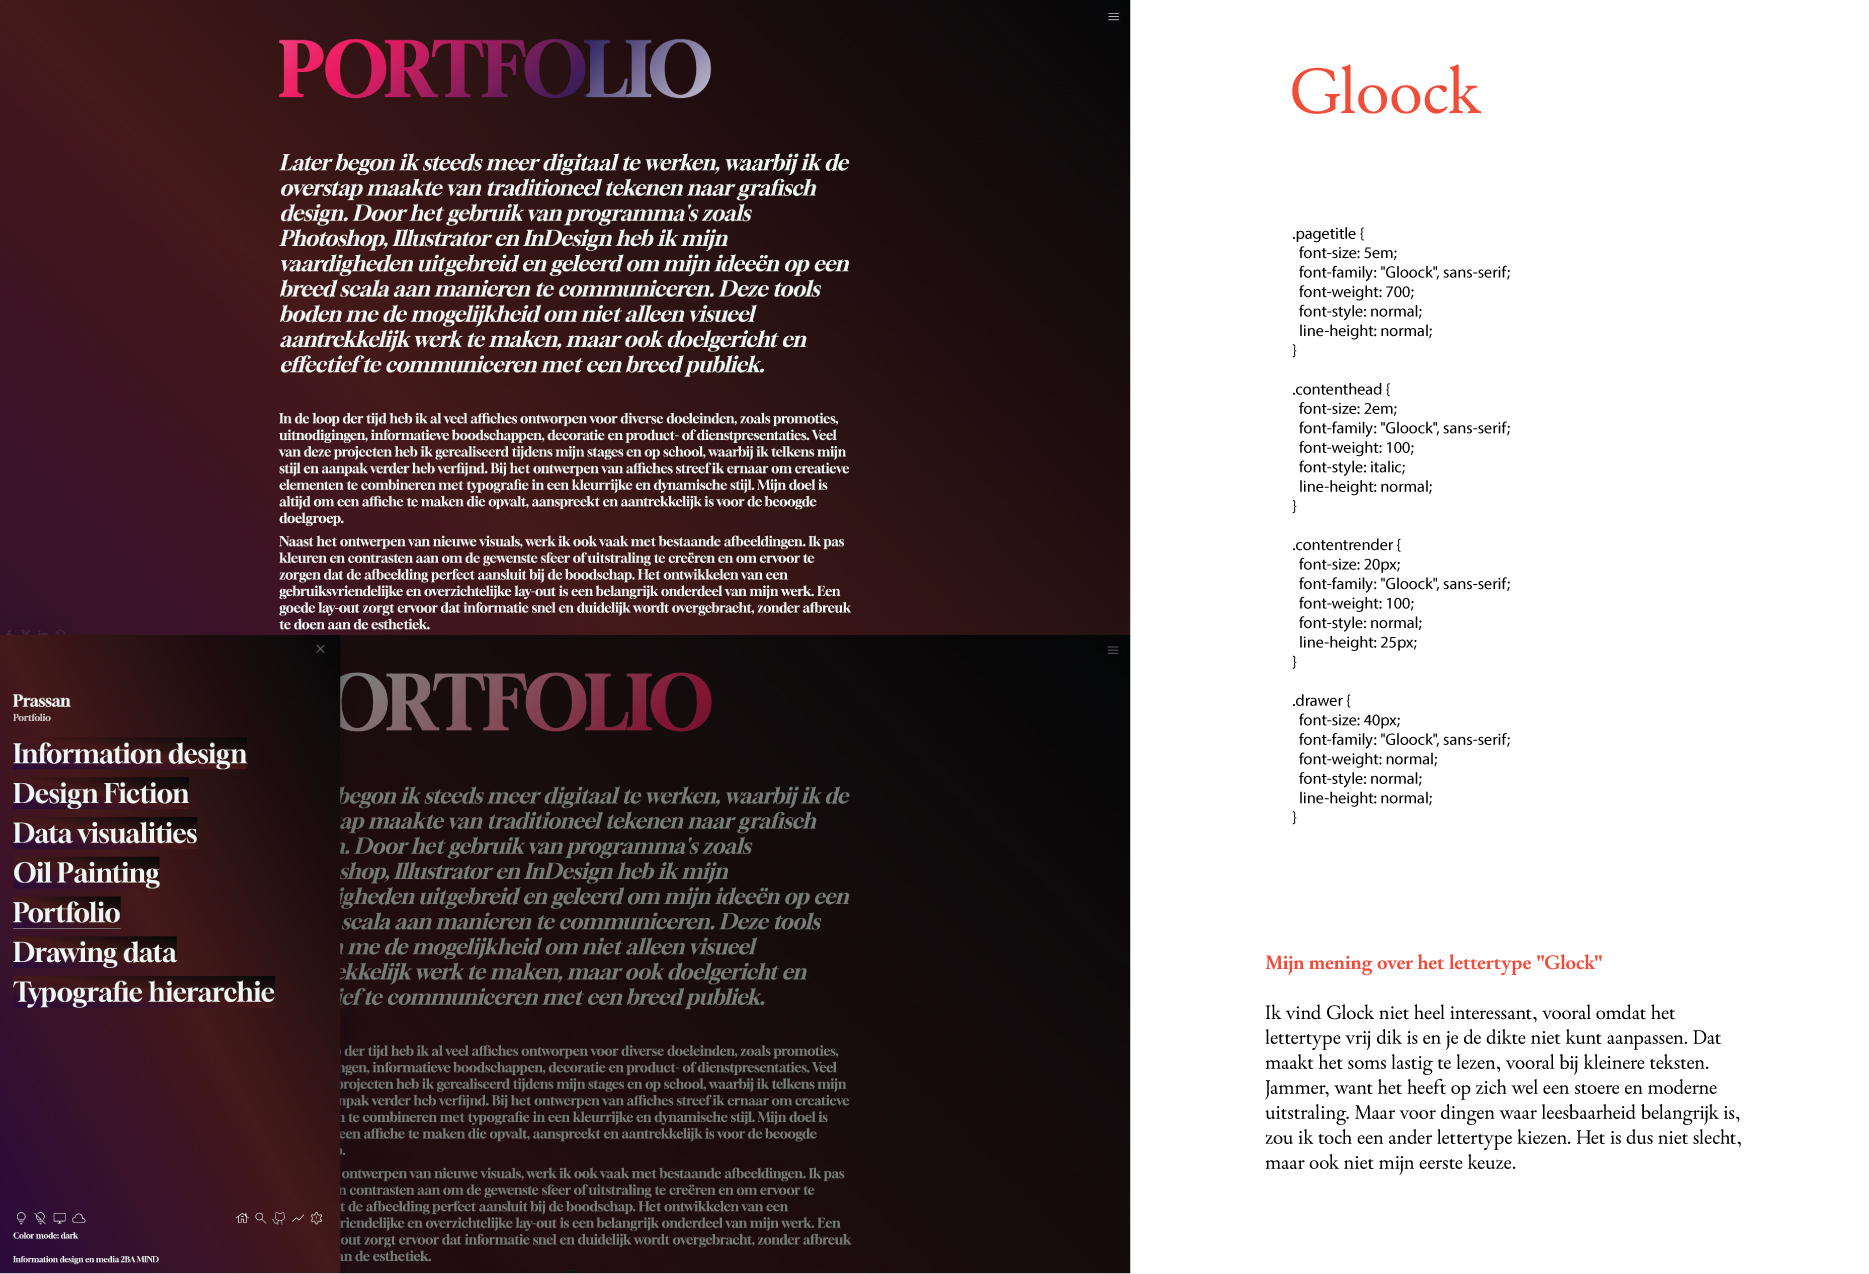 PORTFOLIO
Later begon ik steeds meer digitaal te werken, waarbij ik de
overstap maakte van traditioneel tekenen naar grafisch
design. Door het gebruik van programma's zoals
Photoshop, Illustrator en InDesign heb ik mijn
vaardigheden uitgebreid en geleerd om mijn ideeën op een
breed scala aan manieren te communiceren. Deze tools
boden me de mogelijkheid om niet alleen visueel
aantrekkelijk werk te maken, maar ook doelgericht en
effectief te communiceren met een breed publiek.
In de loop der tijd heb ik al veel affiches ontworpen voor diverse doeleinden, zoals promoties,
uitnodigingen, informatieve boodschappen, decoratie en product- of dienstpresentaties. Veel
van deze projecten heb ik gerealiseerd tijdens mijn stages en op school, waarbij ik telkens mijn
stijl en aanpak verder heb verfijnd. Bij het ontwerpen van affiches streef ik ernaar om creatieve
elementen te combineren met typografie in een kleurrijke en dynamische stijl. Mijn doel is
altijd om een affiche te maken die opvalt, aanspreekt en aantrekkelijk is voor de beoogde
doelgroep.
Naast het ontwerpen van nieuwe visuals, werk ik ook vaak met bestaande afbeeldingen. Ik pas
kleuren en contrasten aan om de gewenste sfeer of uitstraling te creëren en om ervoor te
zorgen dat de afbeelding perfect aansluit bij de boodschap. Het ontwikkelen van een
gebruiksvriendelijke en overzichtelijke lay-out is een belangrijk onderdeel van mijn werk. Een
goede lay-out zorgt ervoor dat informatie snel en duidelijk wordt overgebracht, zonder afbreuk
te doen aan de esthetiek.
Prassan
Portfolio
Information design
Design Fiction
Data visualities
Oil Painting
Portfolio
Drawing data
Typografie hierarchie
Color mode: dark
Information design en media 2BA MIND
ORTFOLIO
begon ik steeds meer digitaal te werken, waarbij ik de
ap maakte van traditioneel tekenen naar grafisch
n. Door het gebruik van programma's zoals
shop, Illustrator en InDesign heb ik mijn
igheden uitgebreid en geleerd om mijn ideeën op een
scala aan manieren te communiceren. Deze tools
me de mogelijkheid om niet alleen visueel
ekkelijk werk te maken, maar ook doelgericht en
ief te communiceren met een breed publiek.
der tijd heb ik al veel affiches ontworpen voor diverse doeleinden, zoals promoties,
ngen, informatieve boodschappen, decoratie en product- of dienstpresentaties. Veel
projecten heb ik gerealiseerd tijdens mijn stages en op school, waarbij ik telkens mijn
npak verder heb verfijnd. Bij het ontwerpen van affiches streef ik ernaar om creatieve
n te combineren met typografie in een kleurrijke en dynamische stijl. Mijn doel is
een affiche te maken die opvalt, aanspreekt en aantrekkelijk is voor de beoogde
ontwerpen van nieuwe visuals, werk ik ook vaak met bestaande afbeeldingen. Ik pas
n contrasten aan om de gewenste sfeer of uitstraling te creëren en om ervoor te
t de afbeelding perfect aansluit bij de boodschap. Het ontwikkelen van een
riendelijke en overzichtelijke lay-out is een belangrijk onderdeel van mijn werk. Een
out zorgt ervoor dat informatie snel en duidelijk wordt overgebracht, zonder afbreuk
n de esthetiek.
Gloock
.pagetitle {
font-size: 5em;
font-family: "Gloock", sans-serif;
font-weight: 700;
font-style: normal;
line-height: normal;
}
.contenthead {
font-size: 2em;
font-family: "Gloock", sans-serif;
font-weight: 100;
font-style: italic;
line-height: normal;
}
.contentrender {
font-size: 20px;
font-family: "Gloock", sans-serif;
font-weight: 100;
font-style: normal;
line-height: 25px;
}
.drawer {
font-size: 40px;
font-family: "Gloock", sans-serif;
font-weight: normal;
font-style: normal;
line-height: normal;
}
Mijn mening over het lettertype "Glock"
Ik vind Glock niet heel interessant, vooral omdat het
lettertype vrij dik is en je de dikte niet kunt aanpassen. Dat
maakt het soms lastig te lezen, vooral bij kleinere teksten.
Jammer, want het heeft op zich wel een stoere en moderne
uitstraling. Maar voor dingen waar leesbaarheid belangrijk is,
zou ik toch een ander lettertype kiezen. Het is dus niet slecht,
maar ook niet mijn eerste keuze.